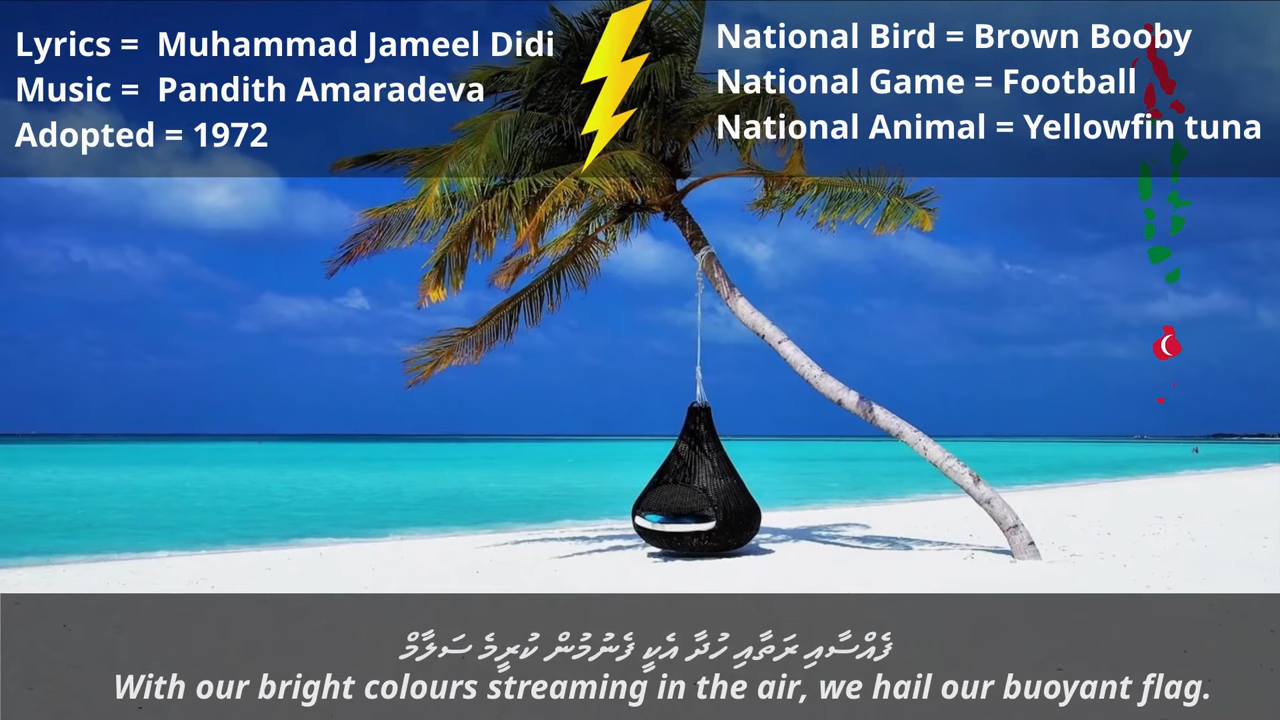 Lyrics =  Muhammad Jameel Didi
Music =  Pandith Amaradeva
Adopted = 1972
National Bird = Brown Booby
National Game = Football
National Animal = Yellowfin tuna
ފެއްސާއި ރަތާއި ހުދާ އެކީ ފެނުމުން ކުރީމެ ސަލާމް
With our bright colours streaming in the air, we hail our buoyant flag.